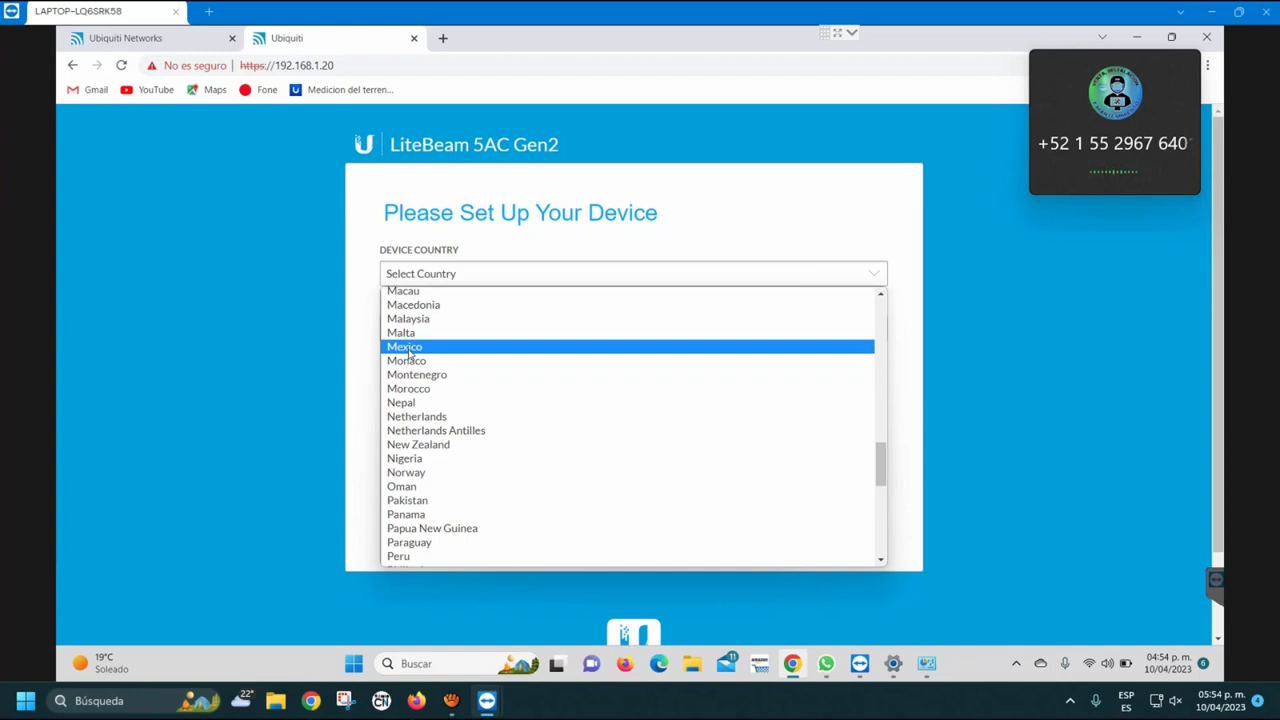 LAPTOP-LQ6SRK58
Ubiquiti Networks
Ubiquiti
No es seguro
https://192.168.1.20
Gmail
YouTube
Maps
Fone
Medicion del terren...
+52 1 55 2967 640
LiteBeam 5AC Gen2
Please Set Up Your Device
DEVICE COUNTRY
Select Country
Macau
Macedonia
Malaysia
Malta
Mexico
Monaco
Montenegro
Morocco
Nepal
Netherlands
Netherlands Antilles
New Zealand
Nigeria
Norway
Oman
Pakistan
Panama
Papua New Guinea
Paraguay
Peru
19°C
Soleado
Buscar
11
04:54 p. m.
10/04/2023
6
Búsqueda
22°
ESP
ES
05:54 p. m.
10/04/2023
4